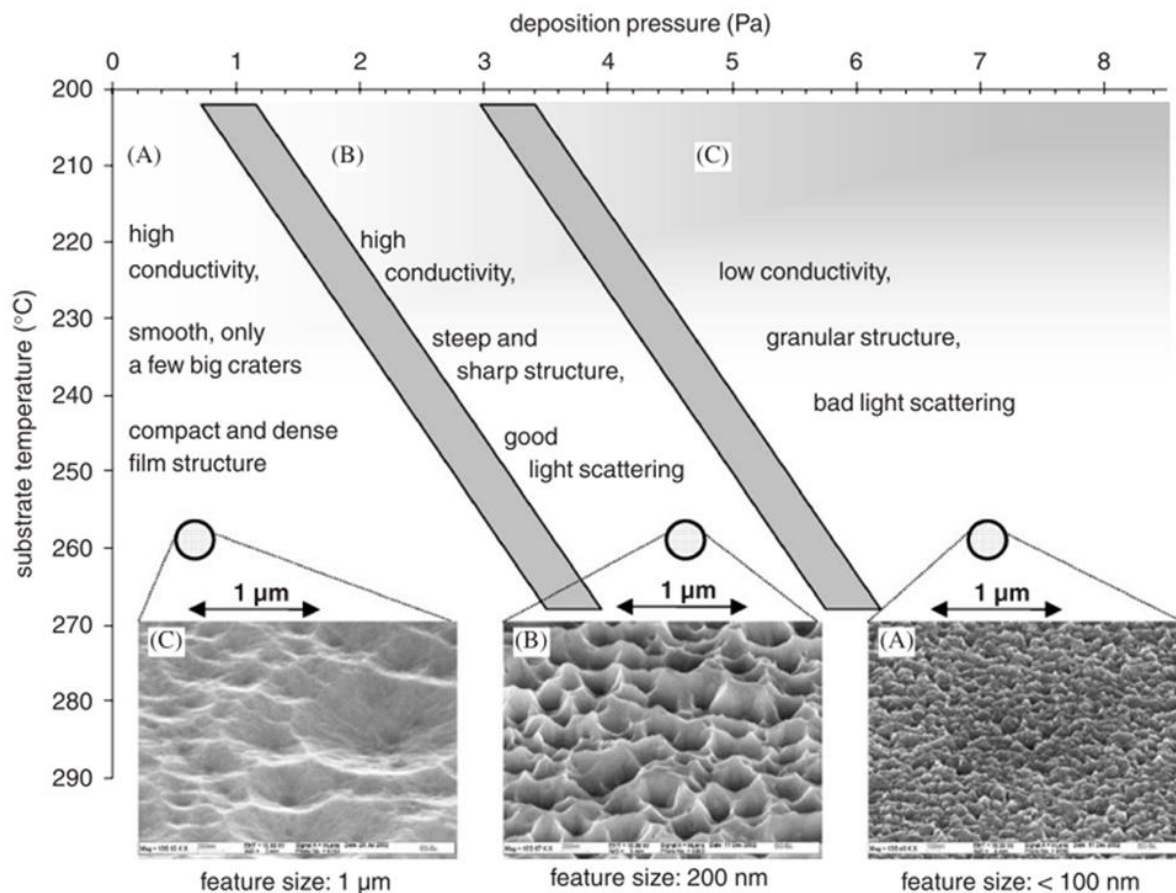 deposition pressure (Pa)
0 1 2 3 4 5 6 7 8
substrate temperature (°C)
200
210
220
230
240
250
260
270
280
290
(A)
high
conductivity,
smooth, only
a few big craters
compact and dense
film structure
(B)
high
conductivity,
steep and
sharp structure,
good
light scattering
(C)
low conductivity,
granular structure,
bad light scattering
1 µm
1 µm
1 µm
(C)
(B)
(A)
feature size: 1 µm
feature size: 200 nm
feature size: < 100 nm